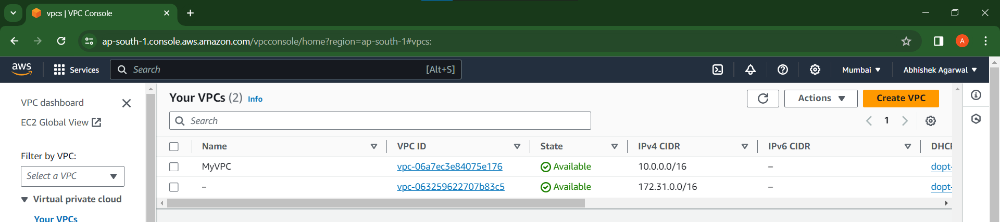 vpcs | VPC Console
ap-south-1.console.aws.amazon.com/vpcconsole/home?region=ap-south-1#vpcs:
A
aws
Services
Search
[Alt+S]
Mumbai
Abhishek Agarwal
VPC dashboard
EC2 Global View
Filter by VPC:
Select a VPC
Virtual private cloud
Your VPCs
Your VPCs (2) Info
Actions
Create VPC
Search
1
Name VPC ID State IPv4 CIDR IPv6 CIDR DHCP
MyVPC vpc-06a7ec3e84075e176 Available 10.0.0.0/16 – dopt-
– vpc-063259622707b83c5 Available 172.31.0.0/16 – dopt-